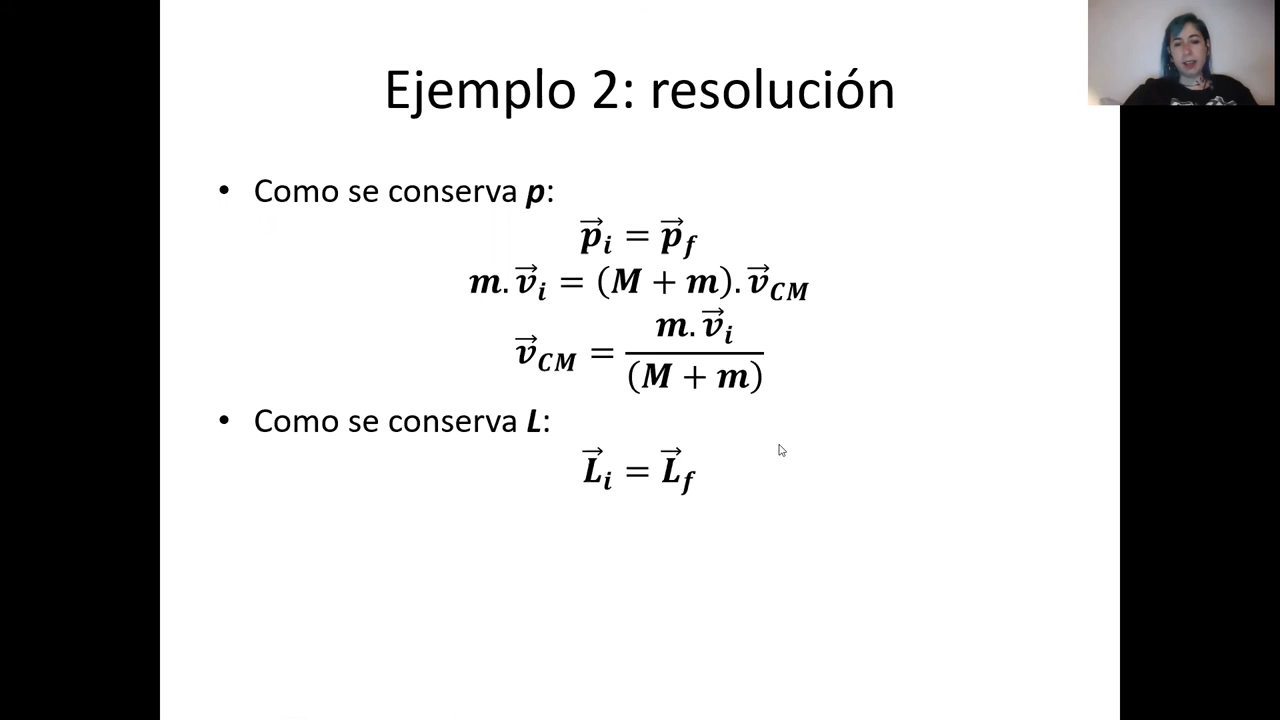 Ejemplo 2: resolución
• Como se conserva p:
p⃗ᵢ = p⃗_f
m. v⃗ᵢ = (M + m). v⃗_CM
v⃗_CM = m. v⃗ᵢ / (M + m)
• Como se conserva L:
L⃗ᵢ = L⃗_f